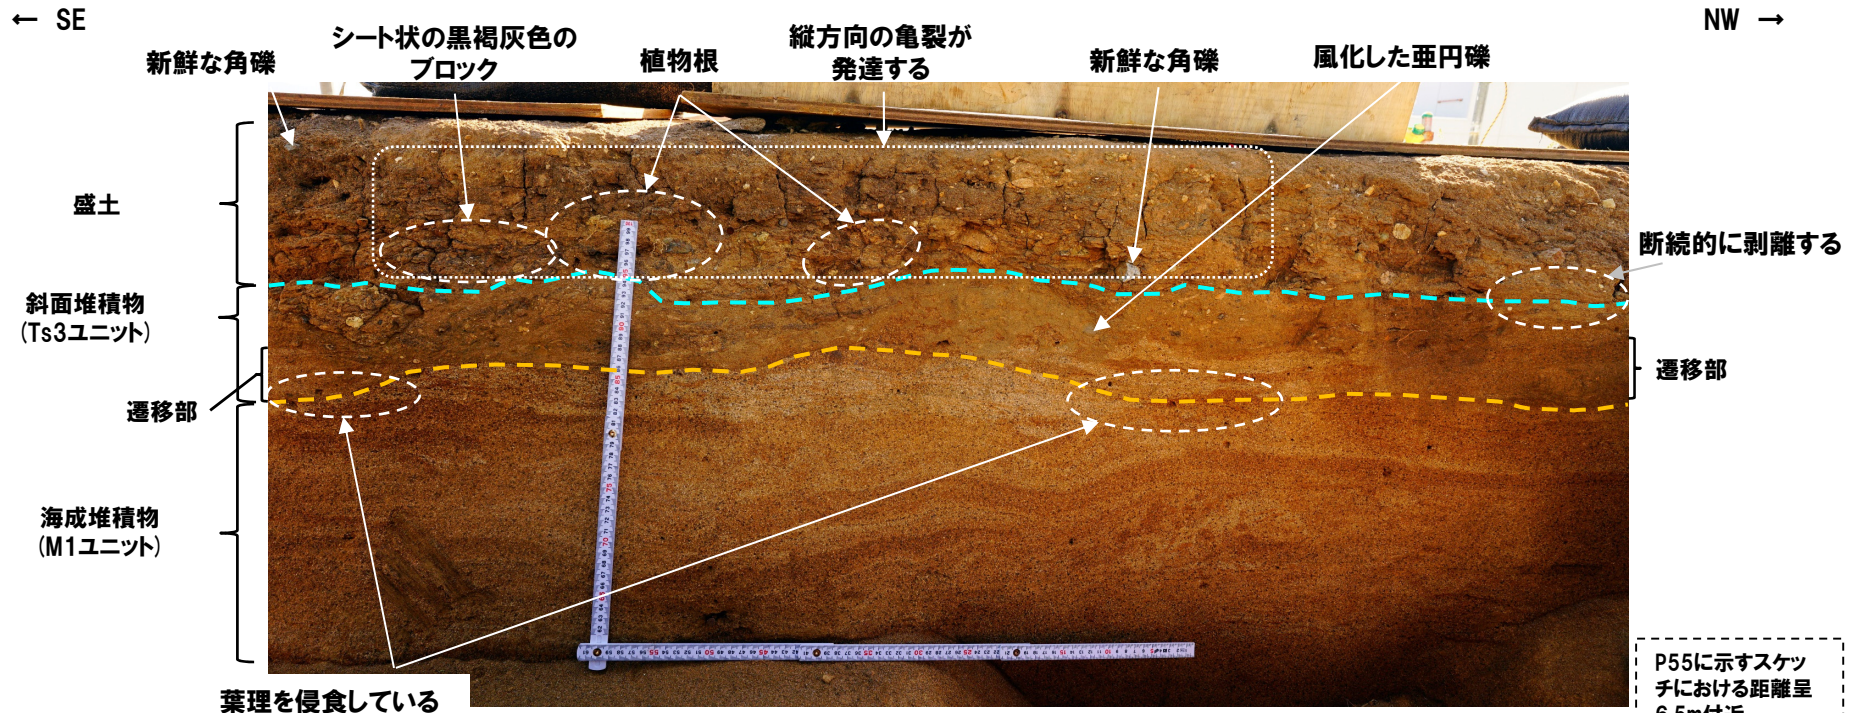 ← SE
NW →
新鮮な角礫
シート状の黒褐灰色の
ブロック
植物根
縦方向の亀裂が
発達する
新鮮な角礫
風化した亜円礫
盛土
断続的に剥離する
斜面堆積物
(Ts3ユニット)
遷移部
遷移部
海成堆積物
(M1ユニット)
葉理を侵食している
P55に示すスケッ
チにおける距離呈
6.5m付近